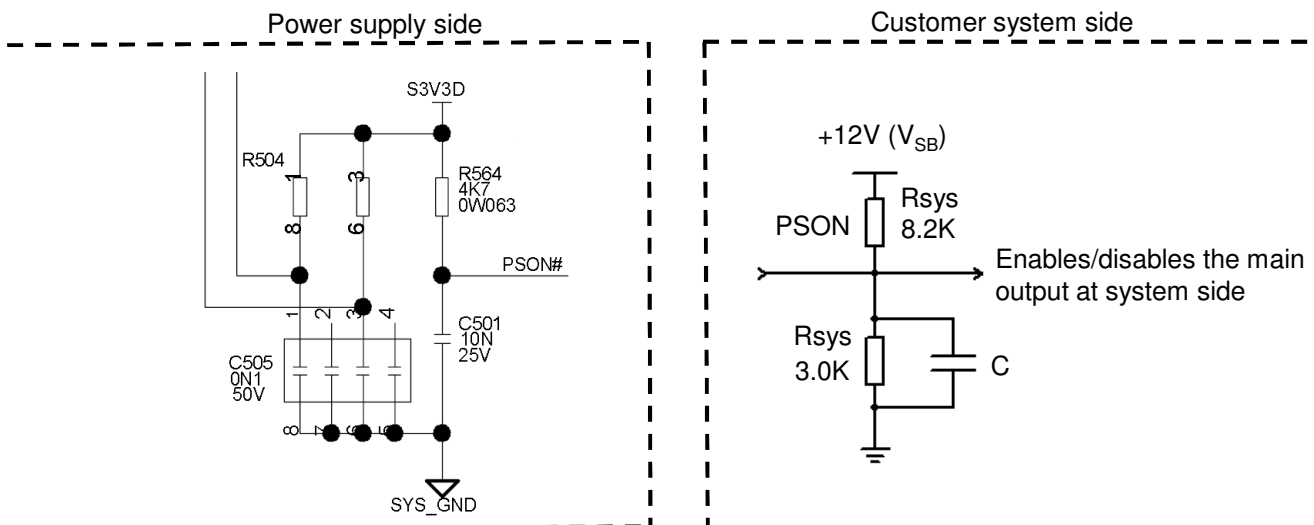 Power supply side
Customer system side
S3V3D
R504
1
3
R564
4K7
0W063
8
6
PSON#
1
2
3
4
C505
0N1
50V
C501
10N
25V
8
7
6
5
SYS_GND
+12V (VSB)
Rsys
8.2K
PSON
Enables/disables the main
output at system side
Rsys
3.0K
C